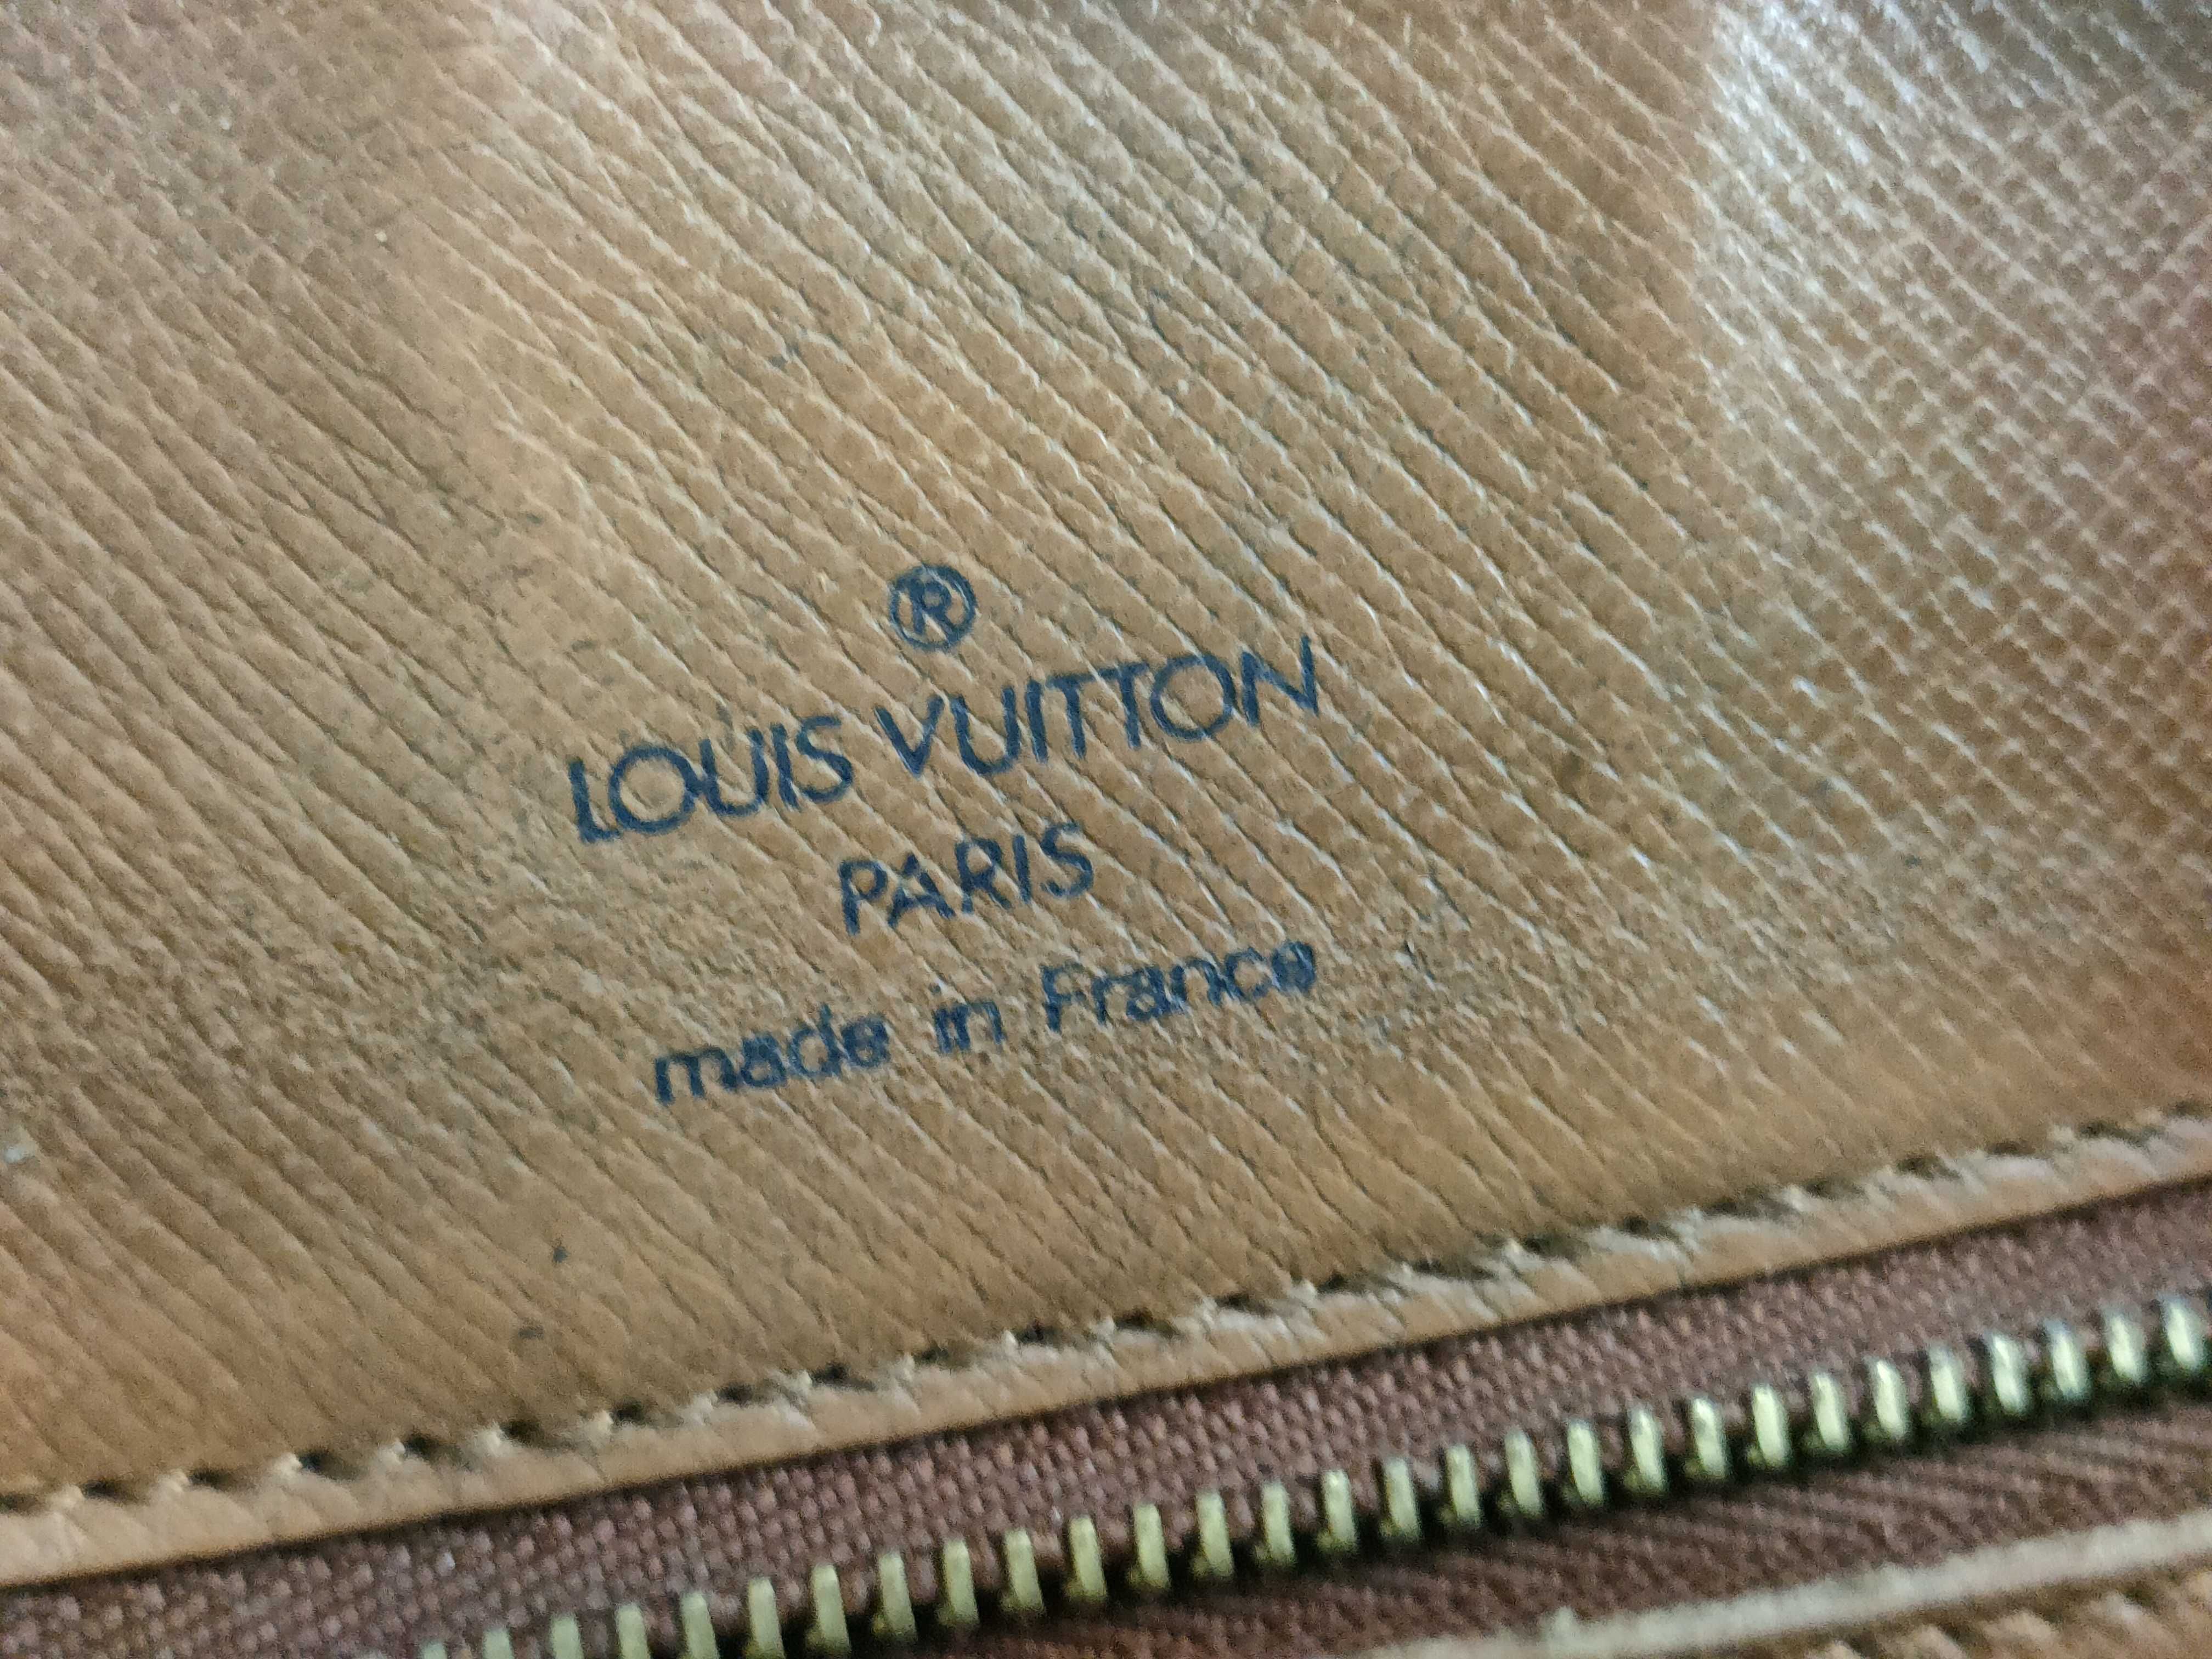 ®
LOUIS VUITTON
PARIS
made in France